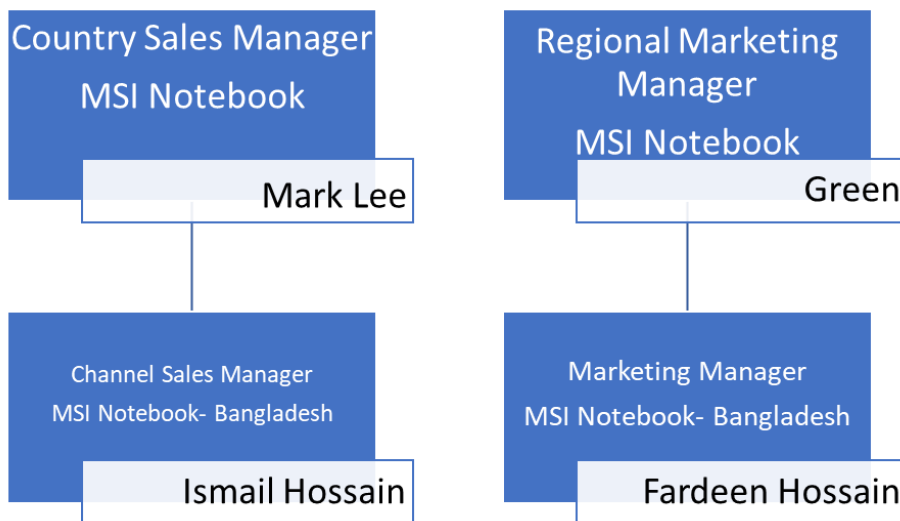 Country Sales Manager
MSI Notebook
Mark Lee
Regional Marketing
Manager
MSI Notebook
Green
Channel Sales Manager
MSI Notebook- Bangladesh
Ismail Hossain
Marketing Manager
MSI Notebook- Bangladesh
Fardeen Hossain